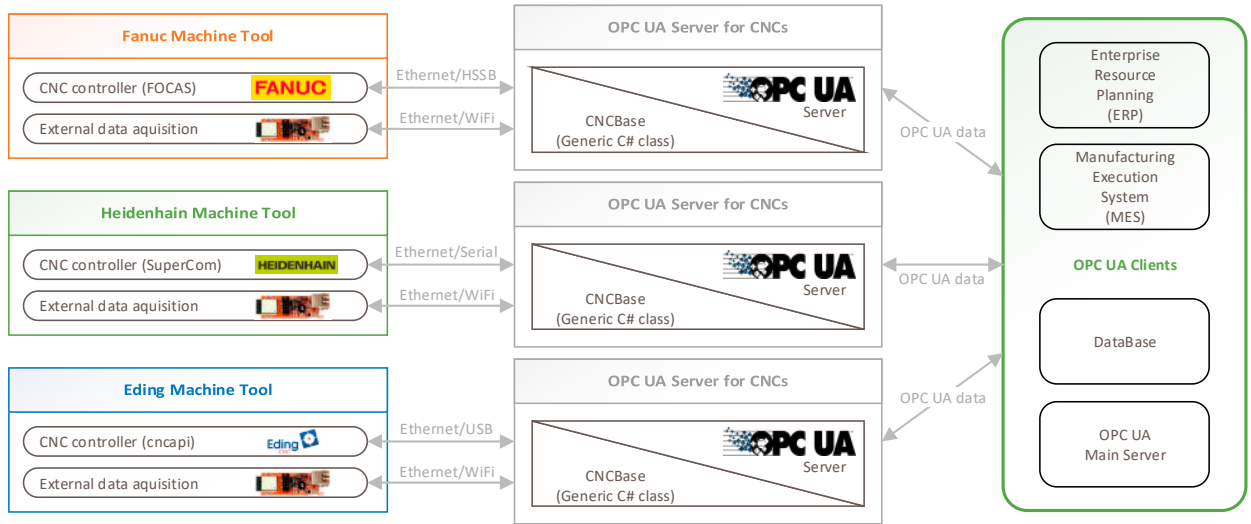 Fanuc Machine Tool
CNC controller (FOCAS)
FANUC
External data aquisition
Ethernet/HSSB
Ethernet/WiFi
OPC UA Server for CNCs
OPC UA
Server
CNCBase
(Generic C# class)
OPC UA data
Heidenhain Machine Tool
CNC controller (SuperCom)
HEIDENHAIN
External data aquisition
Ethernet/Serial
Ethernet/WiFi
OPC UA Server for CNCs
OPC UA
Server
CNCBase
(Generic C# class)
OPC UA data
Eding Machine Tool
CNC controller (cncapi)
Eding
CNC
External data aquisition
Ethernet/USB
Ethernet/WiFi
OPC UA Server for CNCs
OPC UA
Server
CNCBase
(Generic C# class)
OPC UA data
Enterprise
Resource
Planning
(ERP)
Manufacturing
Execution
System
(MES)
OPC UA Clients
DataBase
OPC UA
Main Server